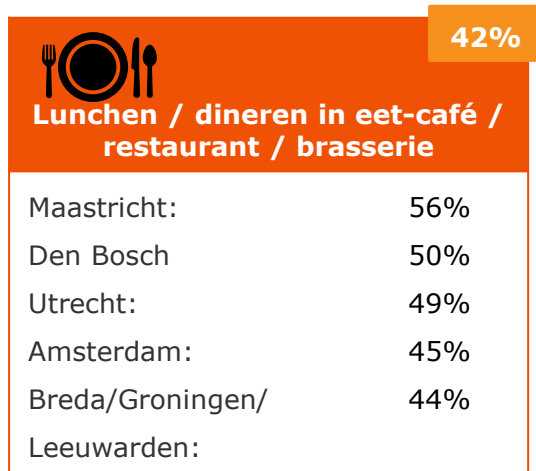 42%
Lunchen / dineren in eet-café /
restaurant / brasserie
Maastricht: 56%
Den Bosch 50%
Utrecht: 49%
Amsterdam: 45%
Breda/Groningen/ 44%
Leeuwarden: